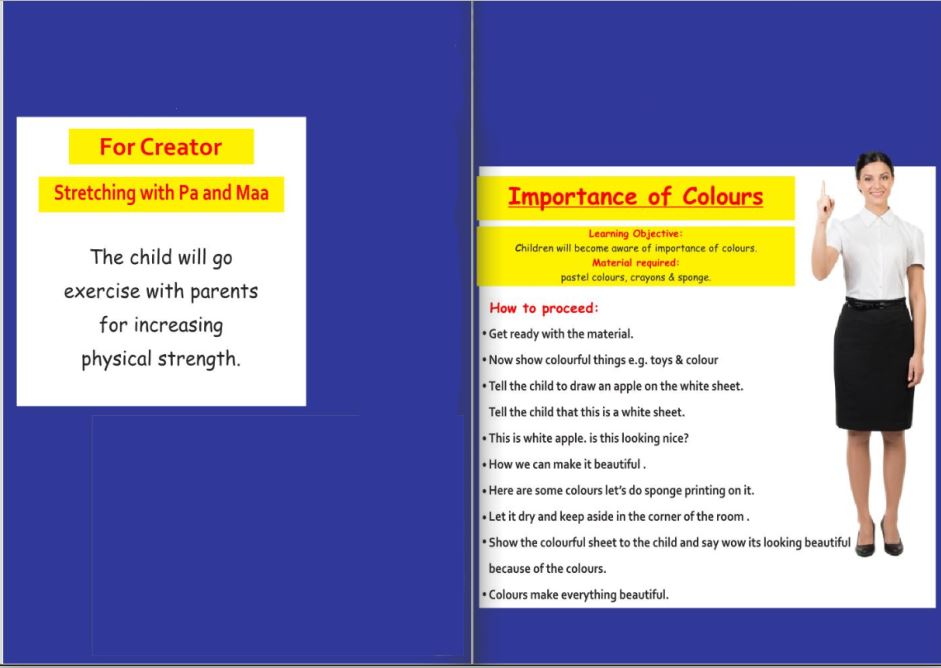 For Creator
Stretching with Pa and Maa
The child will go
exercise with parents
for increasing
physical strength.
Importance of Colours
Learning Objective:
Children will become aware of importance of colours.
Material required:
pastel colours, crayons & sponge.
How to proceed:
• Get ready with the material.
• Now show colourful things e.g. toys & colour
• Tell the child to draw an apple on the white sheet.
Tell the child that this is a white sheet.
• This is white apple. is this looking nice?
• How we can make it beautiful .
• Here are some colours let's do sponge printing on it.
• Let it dry and keep aside in the corner of the room .
• Show the colourful sheet to the child and say wow its looking beautiful
because of the colours.
• Colours make everything beautiful.